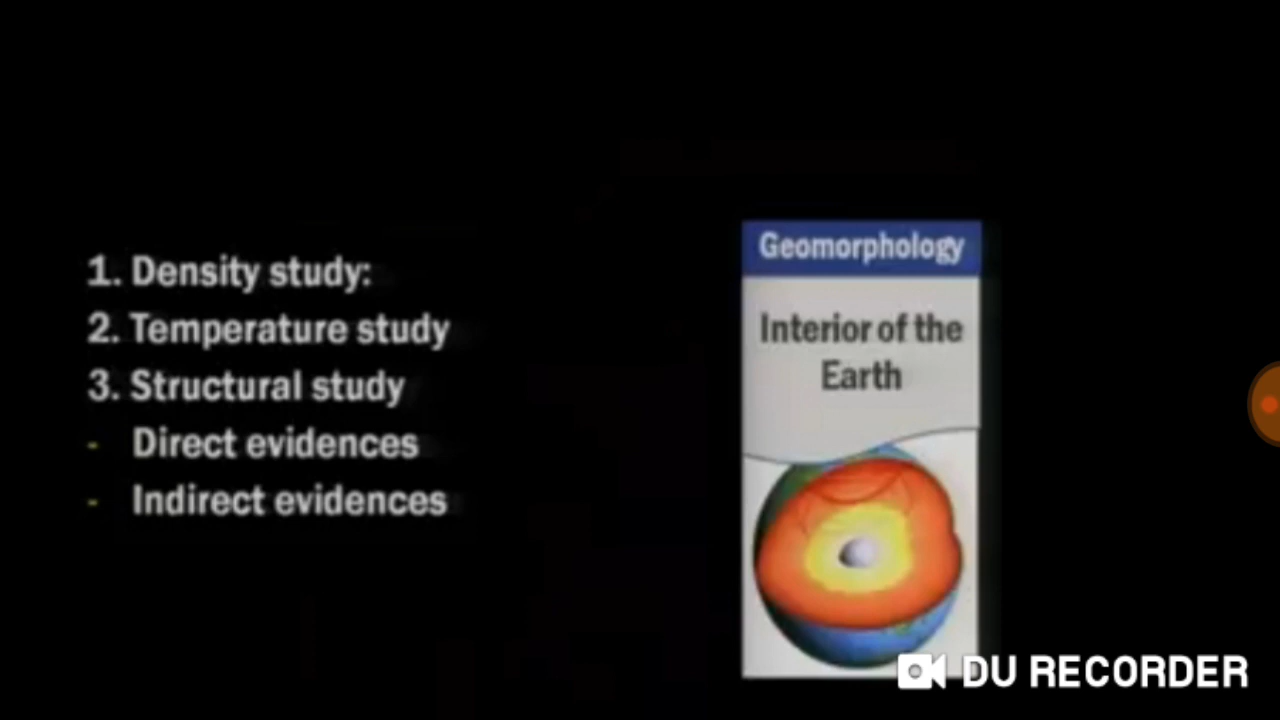 1. Density study:
2. Temperature study
3. Structural study
- Direct evidences
- Indirect evidences
Geomorphology
Interior of the
Earth
DU RECORDER